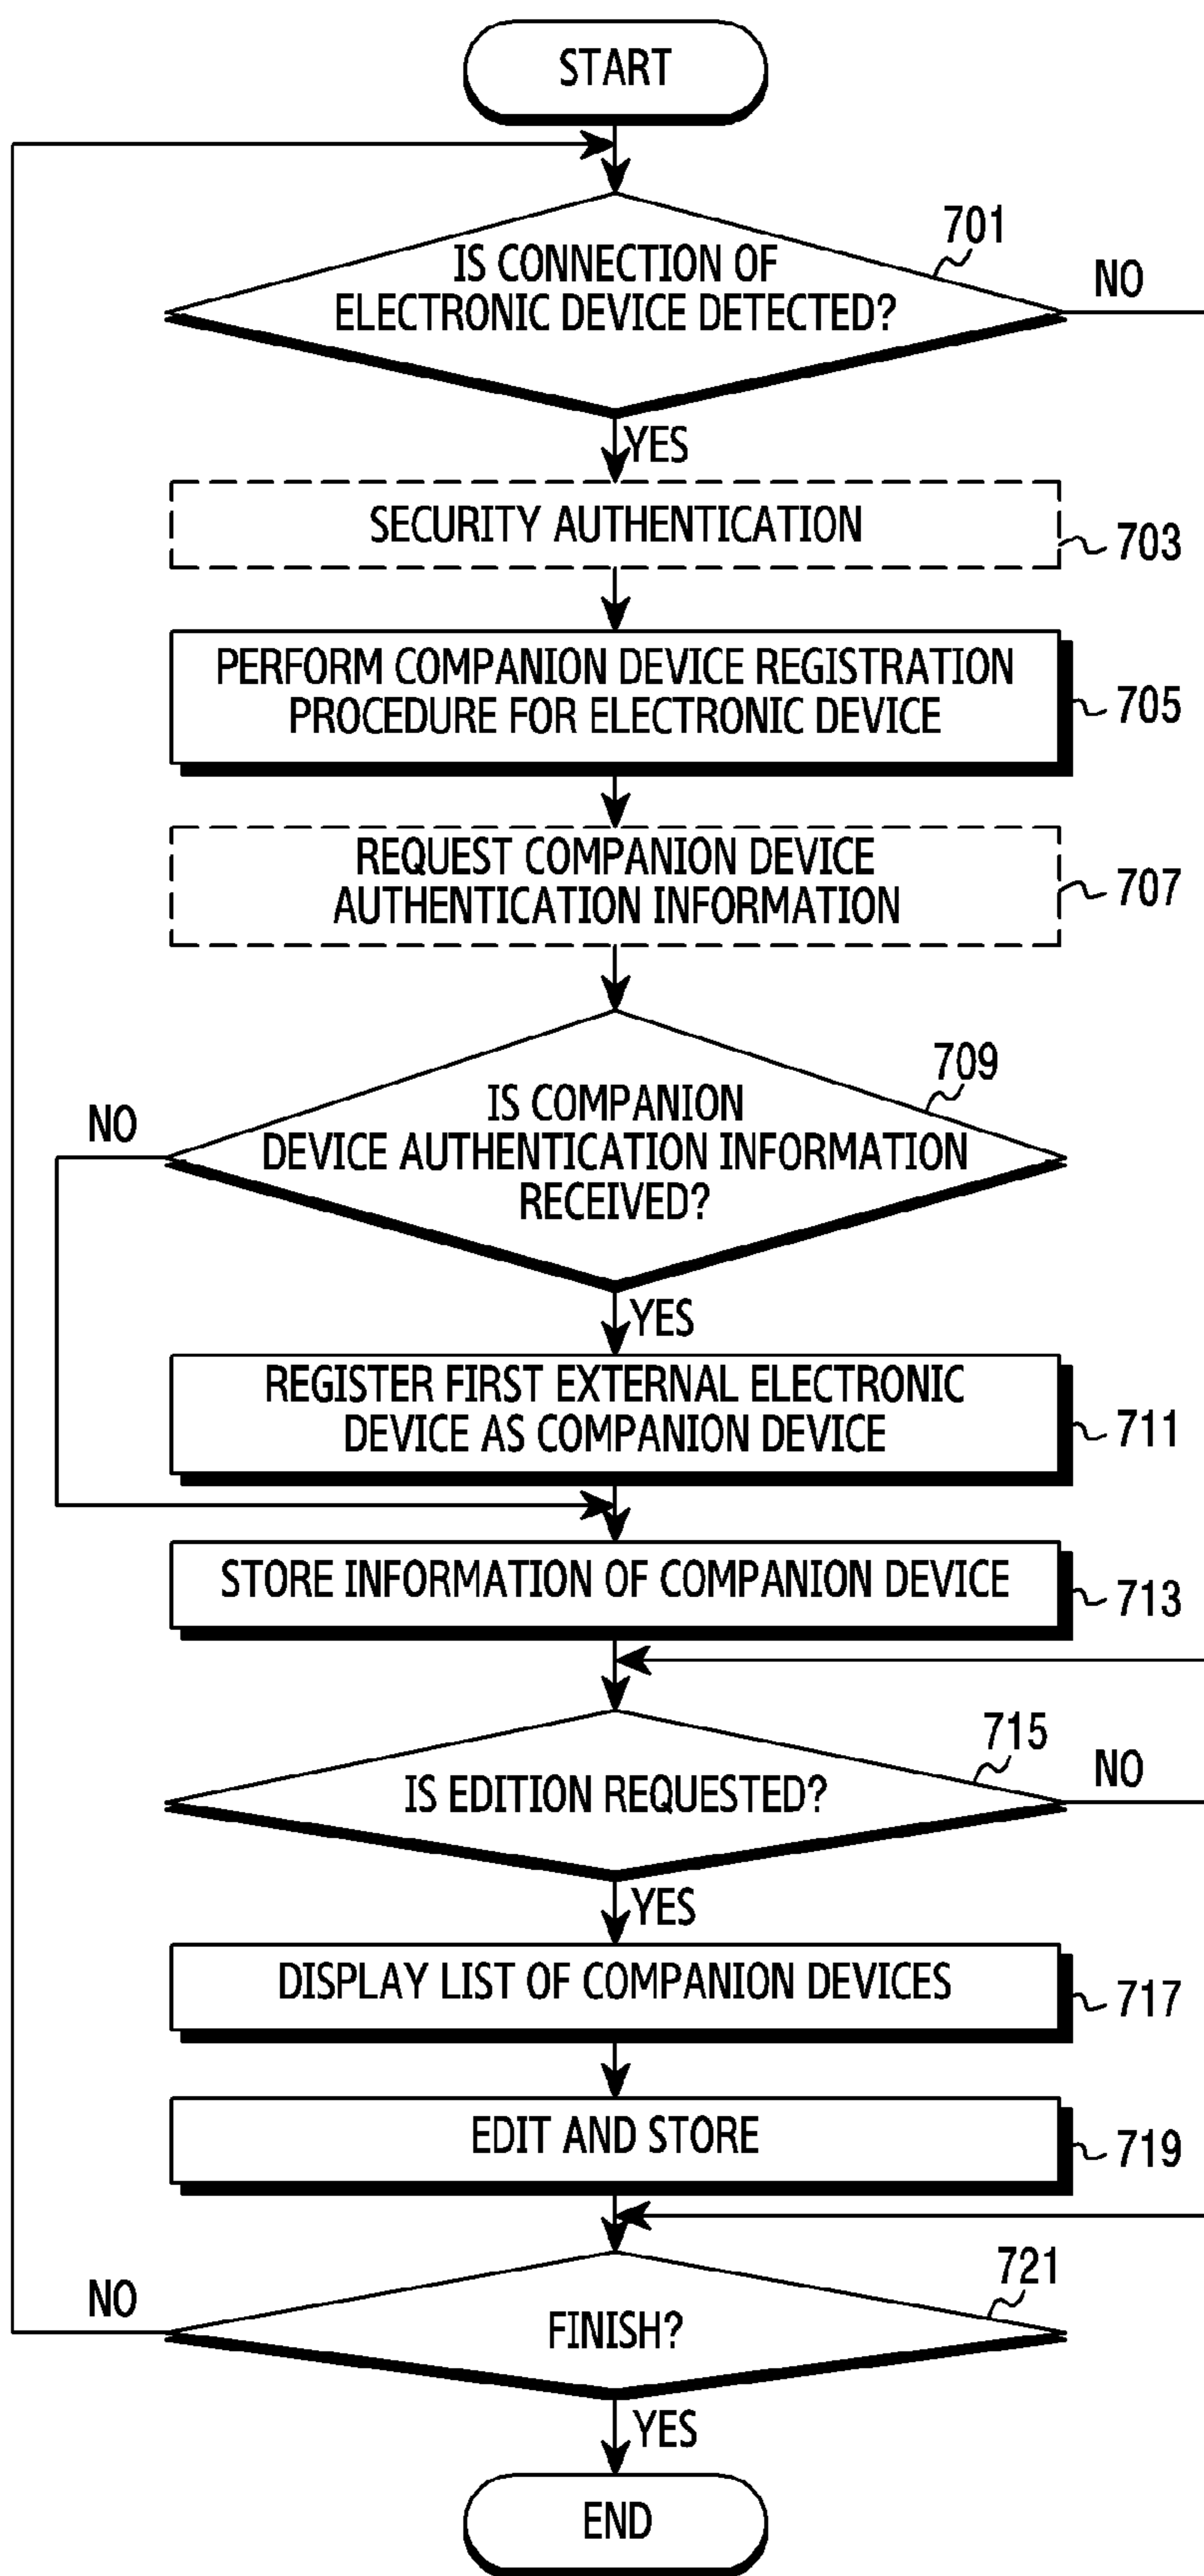 START
701
IS CONNECTION OF
NO
ELECTRONIC DEVICE DETECTED?
YES
SECURITY AUTHENTICATION
703
PERFORM COMPANION DEVICE REGISTRATION
PROCEDURE FOR ELECTRONIC DEVICE
705
REQUEST COMPANION DEVICE
AUTHENTICATION INFORMATION
707
709
IS COMPANION
NO
DEVICE AUTHENTICATION INFORMATION
RECEIVED?
YES
REGISTER FIRST EXTERNAL ELECTRONIC
DEVICE AS COMPANION DEVICE
711
STORE INFORMATION OF COMPANION DEVICE
713
715
IS EDITION REQUESTED?
NO
YES
DISPLAY LIST OF COMPANION DEVICES
717
EDIT AND STORE
719
721
NO
FINISH?
YES
END